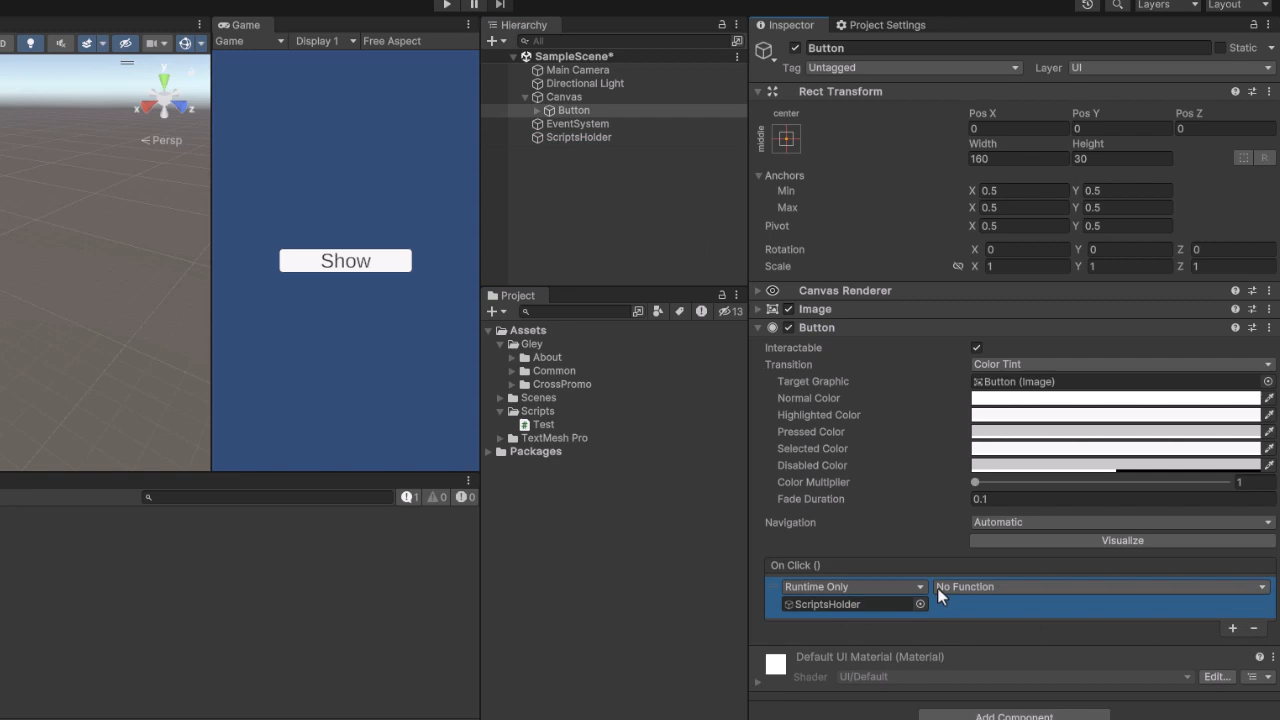 Layers
Layout
Game
Hierarchy
Inspector
Project Settings
D
Game
Display 1
Free Aspect
All
Button
Static
SampleScene*
Tag
Untagged
Layer
UI
Main Camera
Directional Light
Rect Transform
Canvas
Button
center
Pos X
Pos Y
Pos Z
x
z
EventSystem
middle
0
0
0
Persp
ScriptsHolder
Width
Height
160
30
R
Anchors
Min
X 0.5
Y 0.5
Max
X 0.5
Y 0.5
Pivot
X 0.5
Y 0.5
Rotation
X 0
Y 0
Z 0
Show
Scale
X 1
Y 1
Z 1
Canvas Renderer
Project
Image
13
Button
Assets
Gley
Interactable
About
Transition
Color Tint
Common
Target Graphic
Button (Image)
CrossPromo
Normal Color
Scenes
Highlighted Color
Scripts
Test
Pressed Color
TextMesh Pro
Selected Color
Packages
Disabled Color
Color Multiplier
1
1
0
0
Fade Duration
0.1
Navigation
Automatic
Visualize
On Click ()
Runtime Only
No Function
ScriptsHolder
+
-
Default UI Material (Material)
Shader
UI/Default
Edit...
Add Component